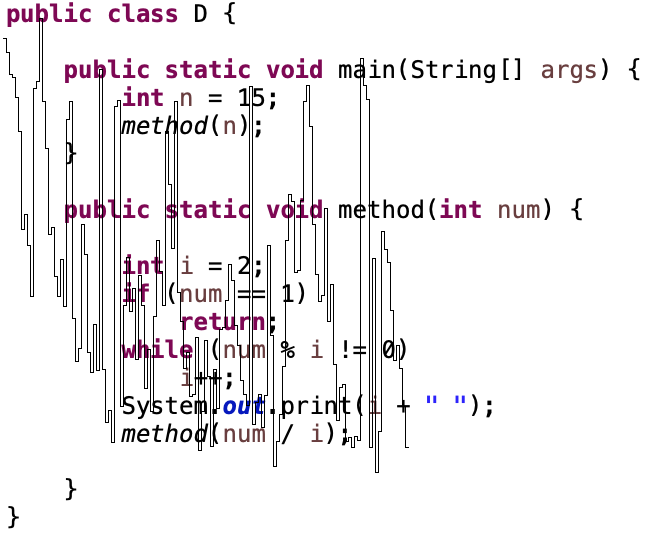 public class D {
public static void main(String[] args) {
int n = 15;
method(n);
}
public static void method(int num) {
int i = 2;
if (num == 1)
return;
while (num % i != 0)
i++;
System.out.print(i + " ");
method(num / i);
}
}